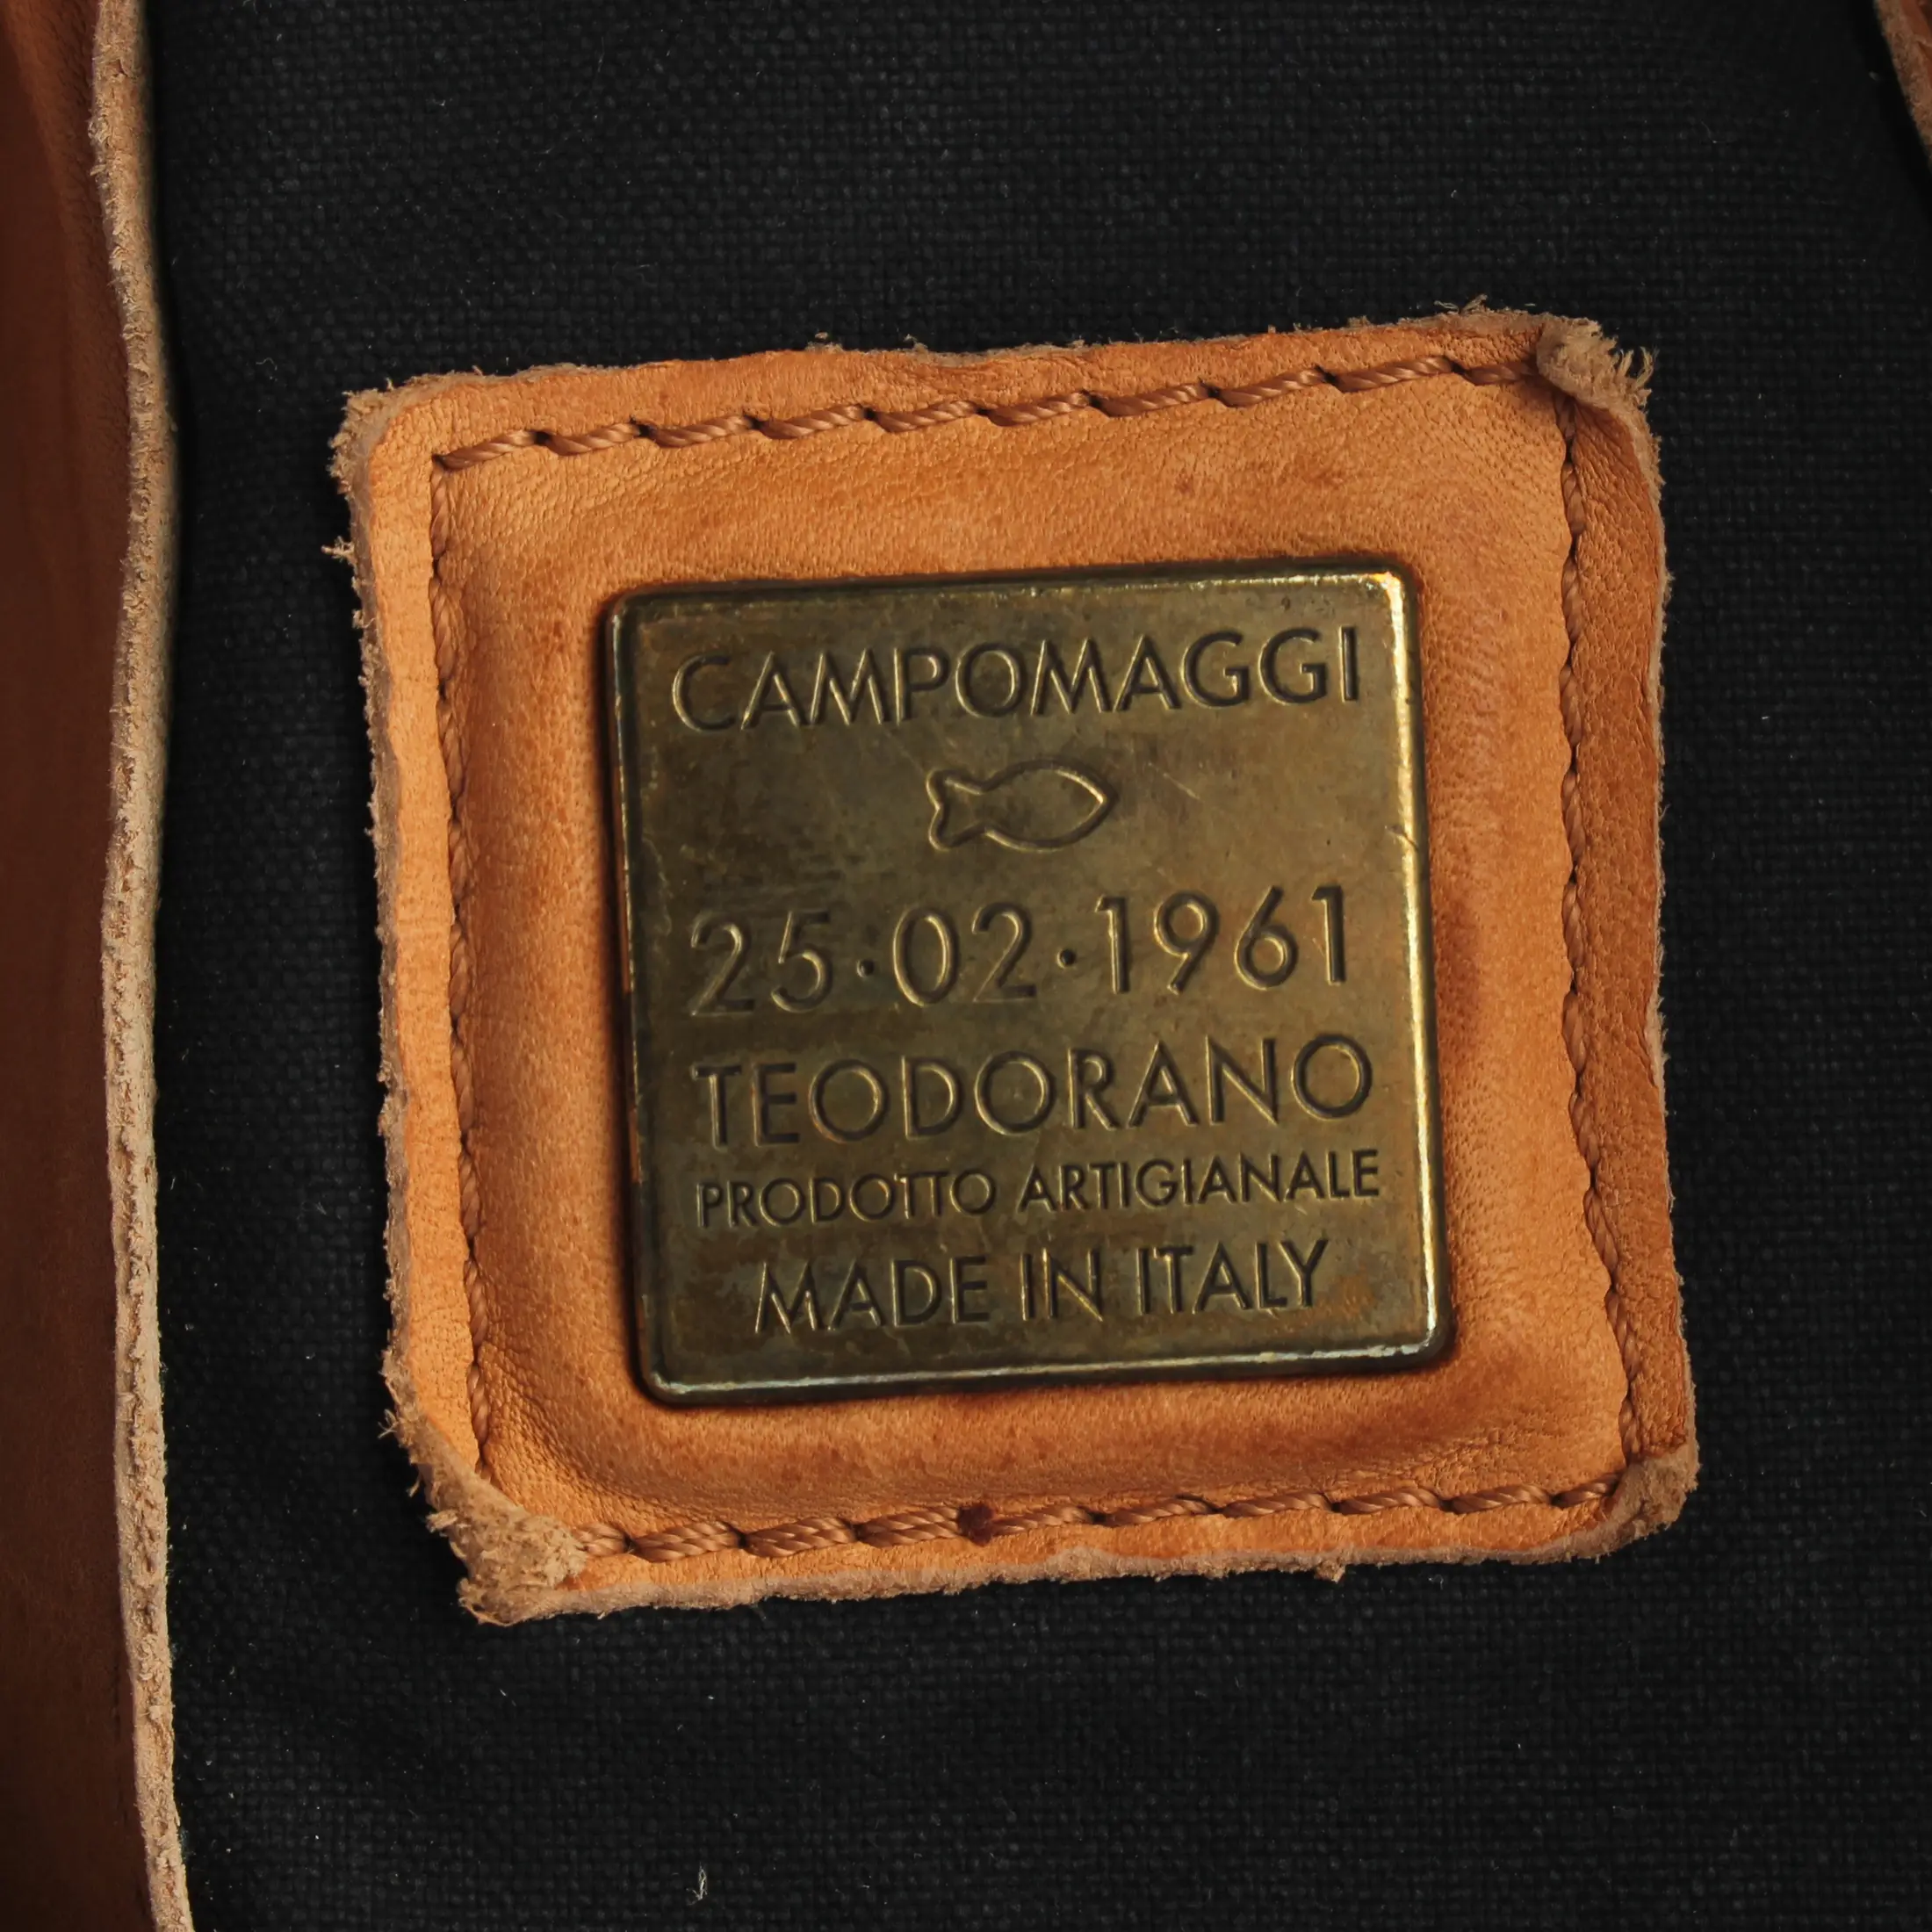 CAMPOMAGGI
25·02·1961
TEODORANO
PRODOTTO ARTIGIANALE
MADE IN ITALY